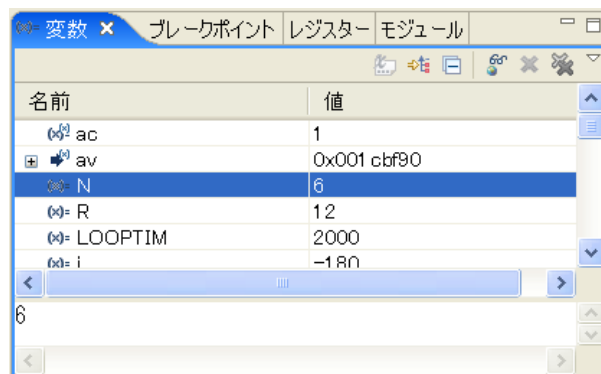 変数 ブレークポイント レジスター モジュール
名前 値
ac 1
av 0x001cbf90
N 6
R 12
LOOPTIM 2000
i -180
6